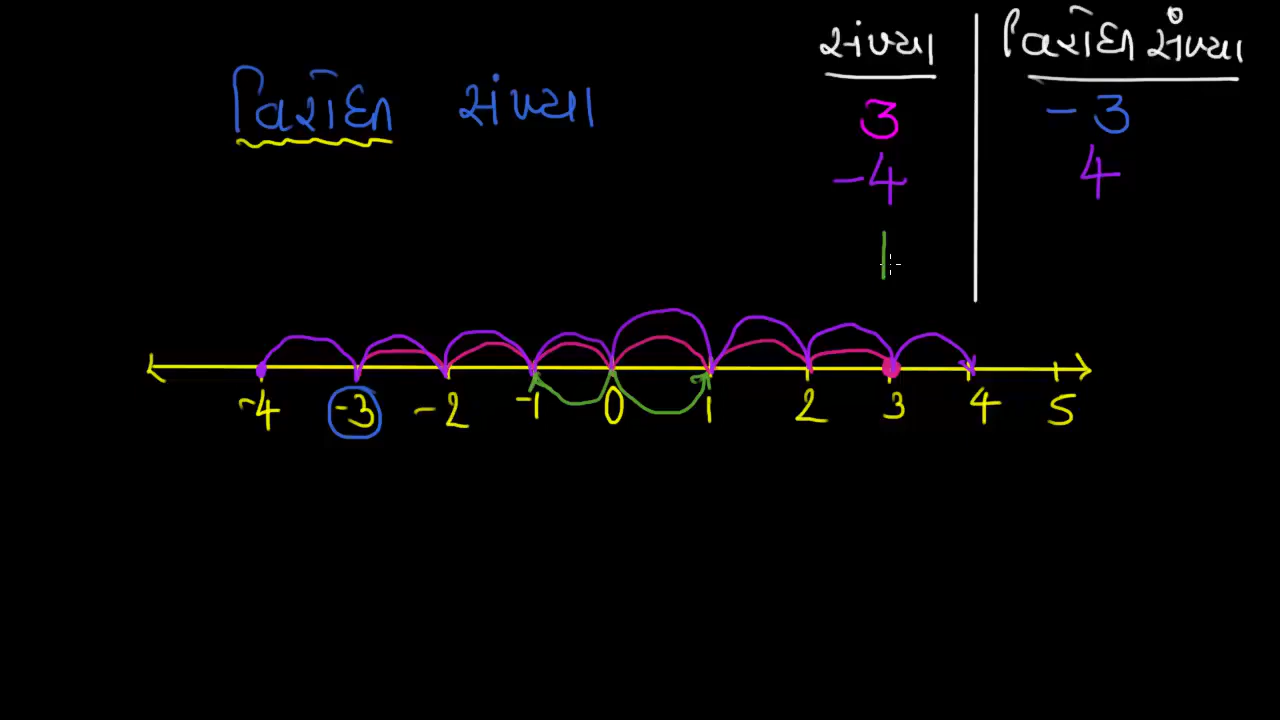 વિરોધી સંખ્યા
સંખ્યા વિરોધી સંખ્યા
3 -3
-4 4
1
-4 -3 -2 -1 0 1 2 3 4 5